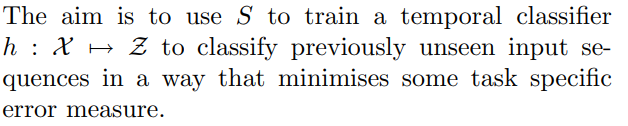 The aim is to use S to train a temporal classifier
h : 𝒳 ↦ 𝒵 to classify previously unseen input se-
quences in a way that minimises some task specific
error measure.